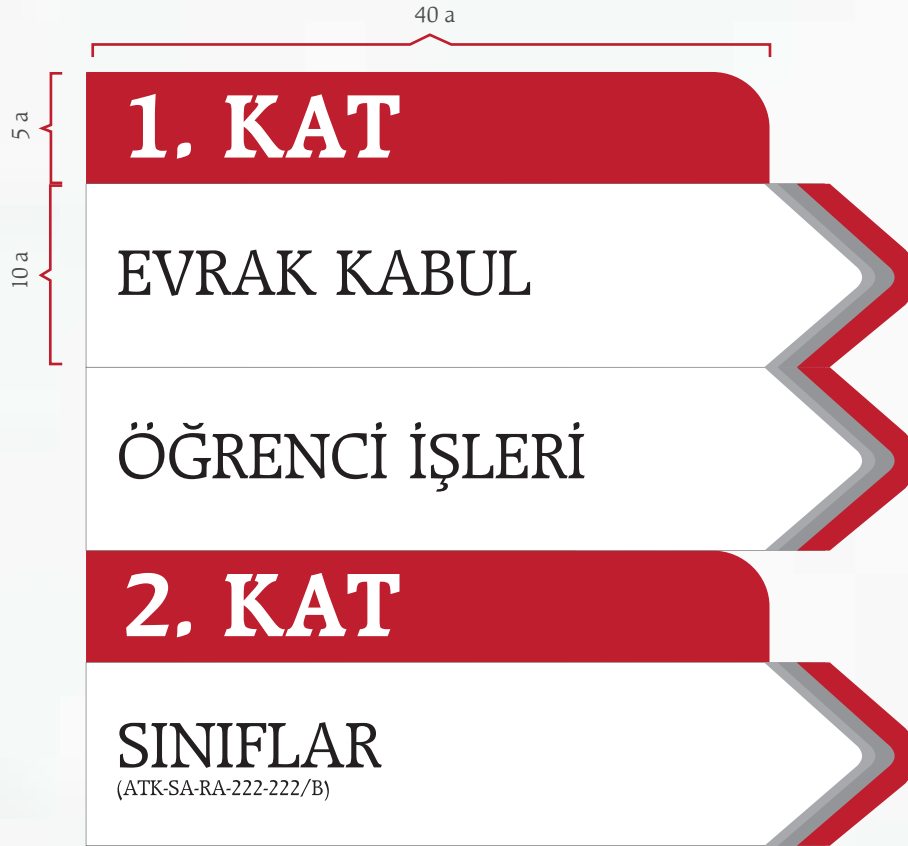 40 a
5 a
1. KAT
10 a
EVRAK KABUL
ÖĞRENCİ İŞLERİ
2. KAT
SINIFLAR
(ATK-SA-RA-222-222/B)